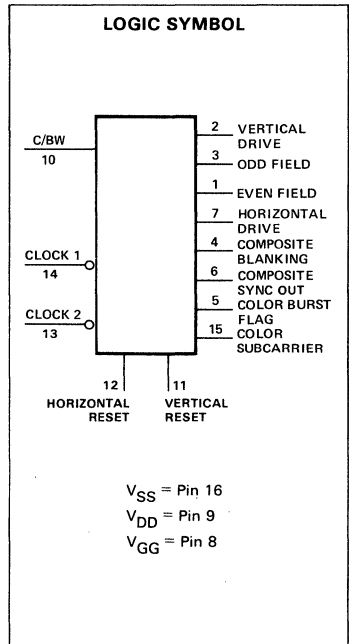 LOGIC SYMBOL
C/BW
10
CLOCK 1
14
CLOCK 2
13
2 VERTICAL
DRIVE
3 ODD FIELD
1 EVEN FIELD
7 HORIZONTAL
DRIVE
4 COMPOSITE
BLANKING
6 COMPOSITE
SYNC OUT
5 COLOR BURST
FLAG
15 COLOR
SUBCARRIER
12 11
HORIZONTAL VERTICAL
RESET RESET
VSS = Pin 16
VDD = Pin 9
VGG = Pin 8